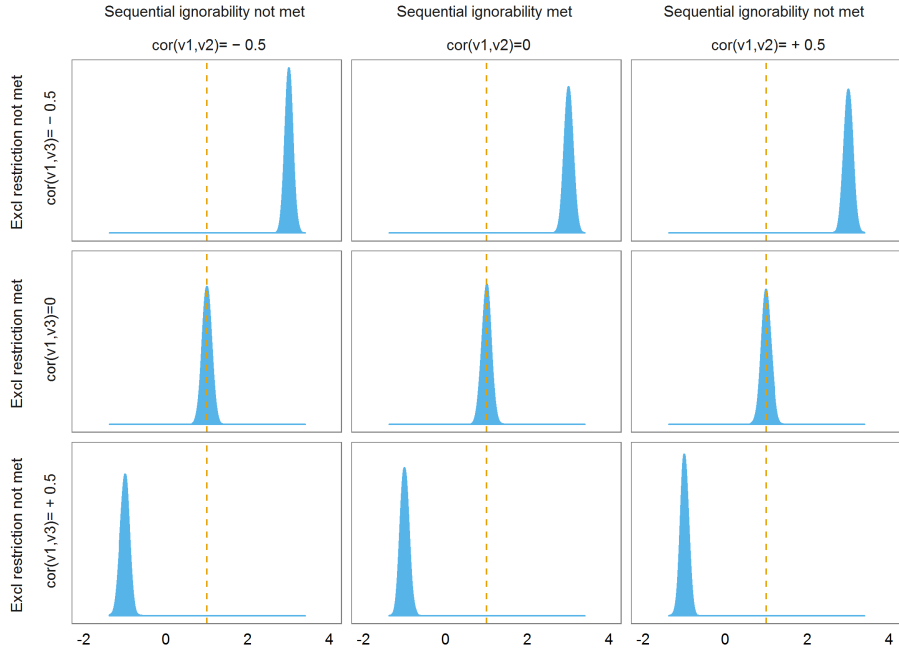 Sequential ignorability not met
Sequential ignorability met
Sequential ignorability not met
cor(v1,v2)= − 0.5
cor(v1,v2)=0
cor(v1,v2)= + 0.5
Excl restriction not met
cor(v1,v3)= − 0.5
Excl restriction met
cor(v1,v3)=0
Excl restriction not met
cor(v1,v3)= + 0.5
-2 0 2 4
-2 0 2 4
-2 0 2 4